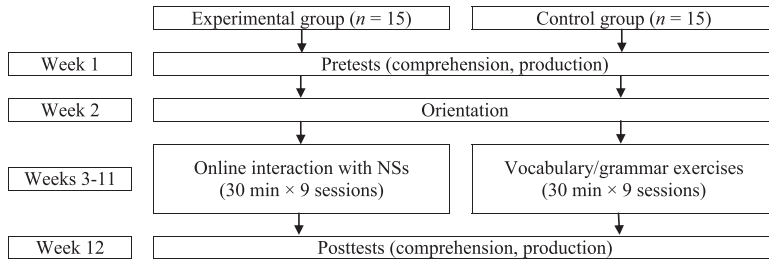 Experimental group (n = 15)
Control group (n = 15)
Week 1
Pretests (comprehension, production)
Week 2
Orientation
Weeks 3-11
Online interaction with NSs
(30 min × 9 sessions)
Vocabulary/grammar exercises
(30 min × 9 sessions)
Week 12
Posttests (comprehension, production)